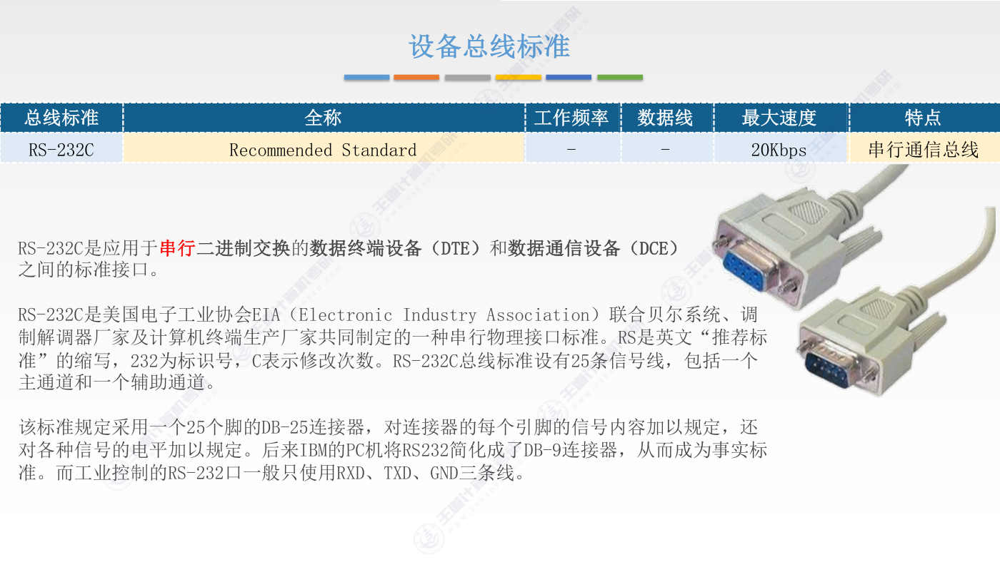 设备总线标准
总线标准 全称 工作频率 数据线 最大速度 特点
RS-232C Recommended Standard - - 20Kbps 串行通信总线
RS-232C是应用于串行二进制交换的数据终端设备（DTE）和数据通信设备（DCE）
之间的标准接口。
RS-232C是美国电子工业协会EIA（Electronic Industry Association）联合贝尔系统、调
制解调器厂家及计算机终端生产厂家共同制定的一种串行物理接口标准。RS是英文“推荐标
准”的缩写，232为标识号，C表示修改次数。RS-232C总线标准设有25条信号线，包括一个
主通道和一个辅助通道。
该标准规定采用一个25个脚的DB-25连接器，对连接器的每个引脚的信号内容加以规定，还
对各种信号的电平加以规定。后来IBM的PC机将RS232简化成了DB-9连接器，从而成为事实标
准。而工业控制的RS-232口一般只使用RXD、TXD、GND三条线。
王道计算机考研